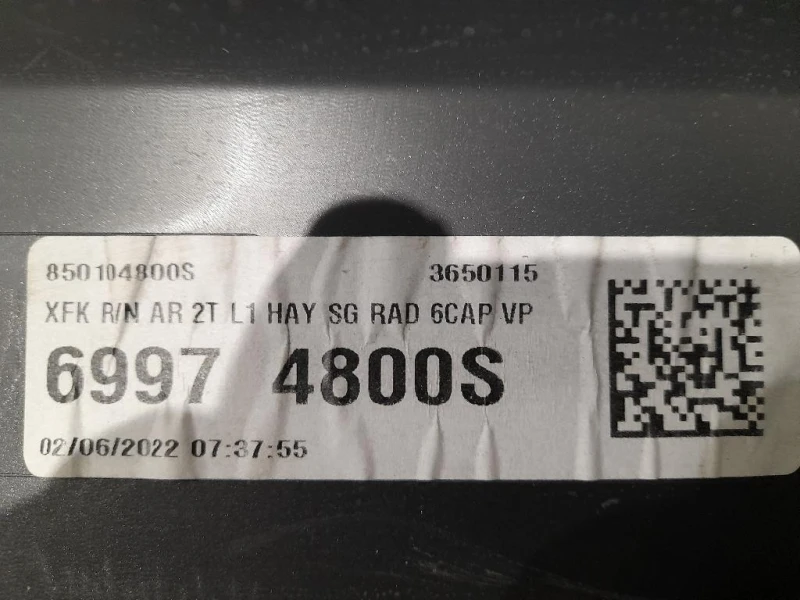 850104800S 3650115
XFK R/N AR 2T L1 HAY SG RAD 6CAP VP
6997 4800S
02/06/2022 07:37:55